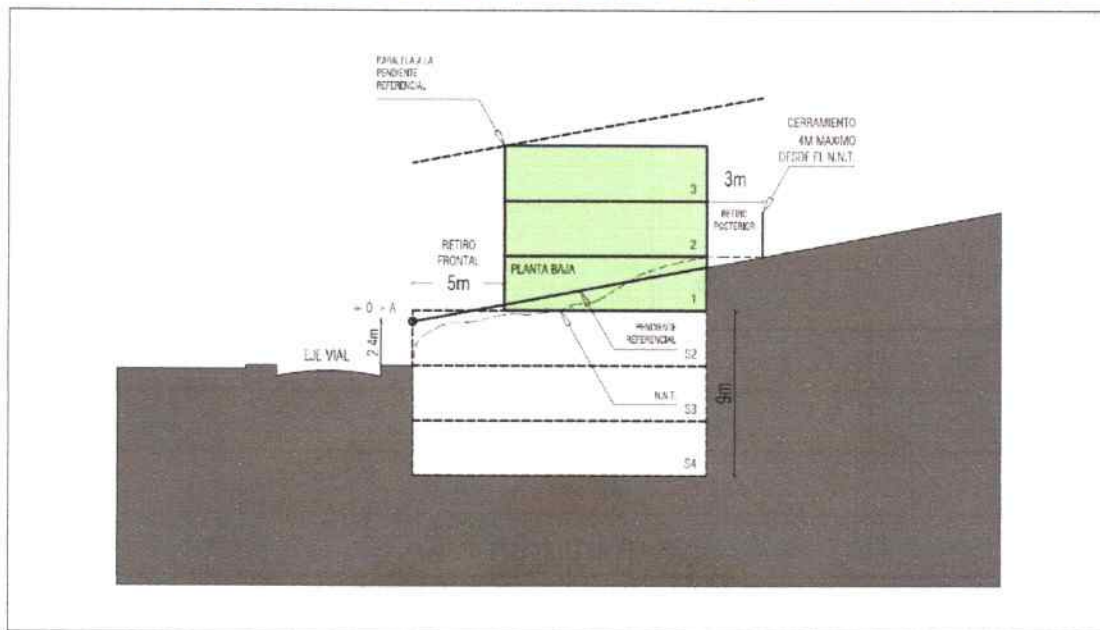 PARALELA A LA
PENDIENTE
REFERENCIAL
CERRAMIENTO
4M MAXIMO
DESDE EL N.N.T.
3
3m
RETIRO
POSTERIOR
2
RETIRO
FRONTAL
5m
PLANTA BAJA
1
+ O - A
2.4m
EJE VIAL
PENDIENTE
REFERENCIAL
S2
N.N.T.
S3
9m
S4